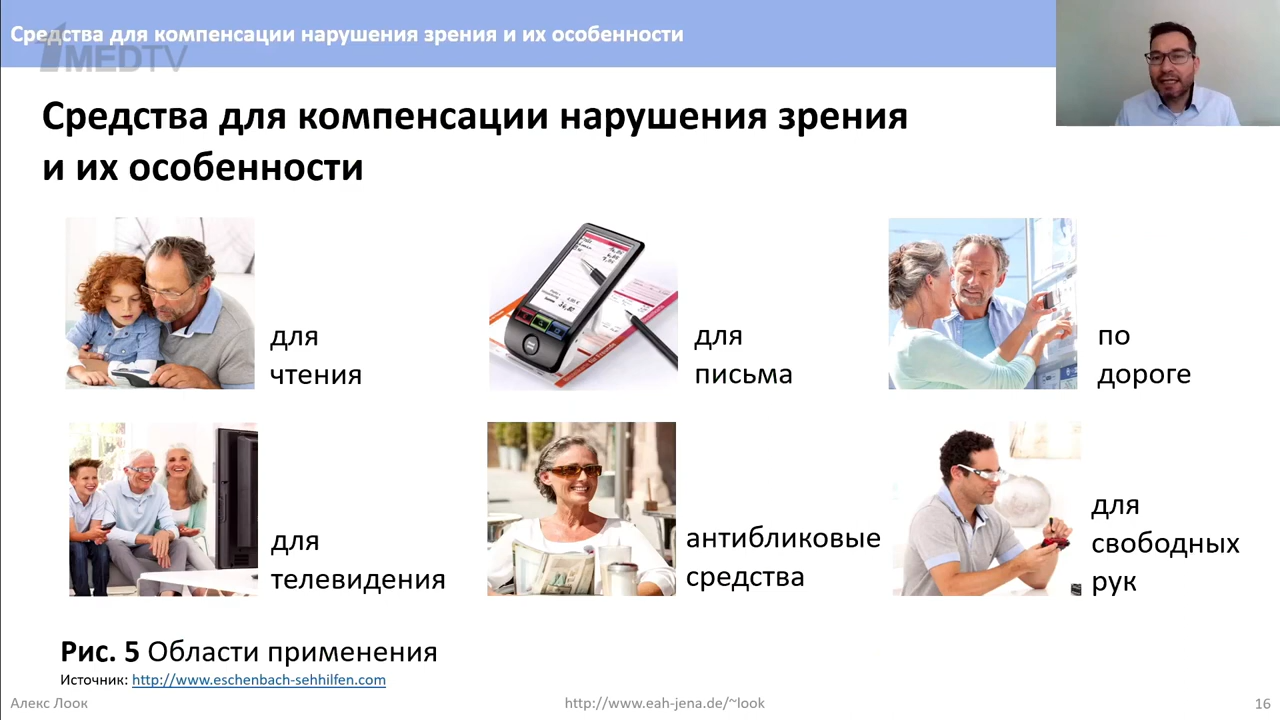 Средства для компенсации нарушения зрения и их особенности
1MEDTV
Средства для компенсации нарушения зрения
и их особенности
для
чтения
для
письма
по
дороге
для
телевидения
антибликовые
средства
для
свободных
рук
Рис. 5 Области применения
Источник: http://www.eschenbach-sehhilfen.com
Алекс Лоок
http://www.eah-jena.de/~look
16